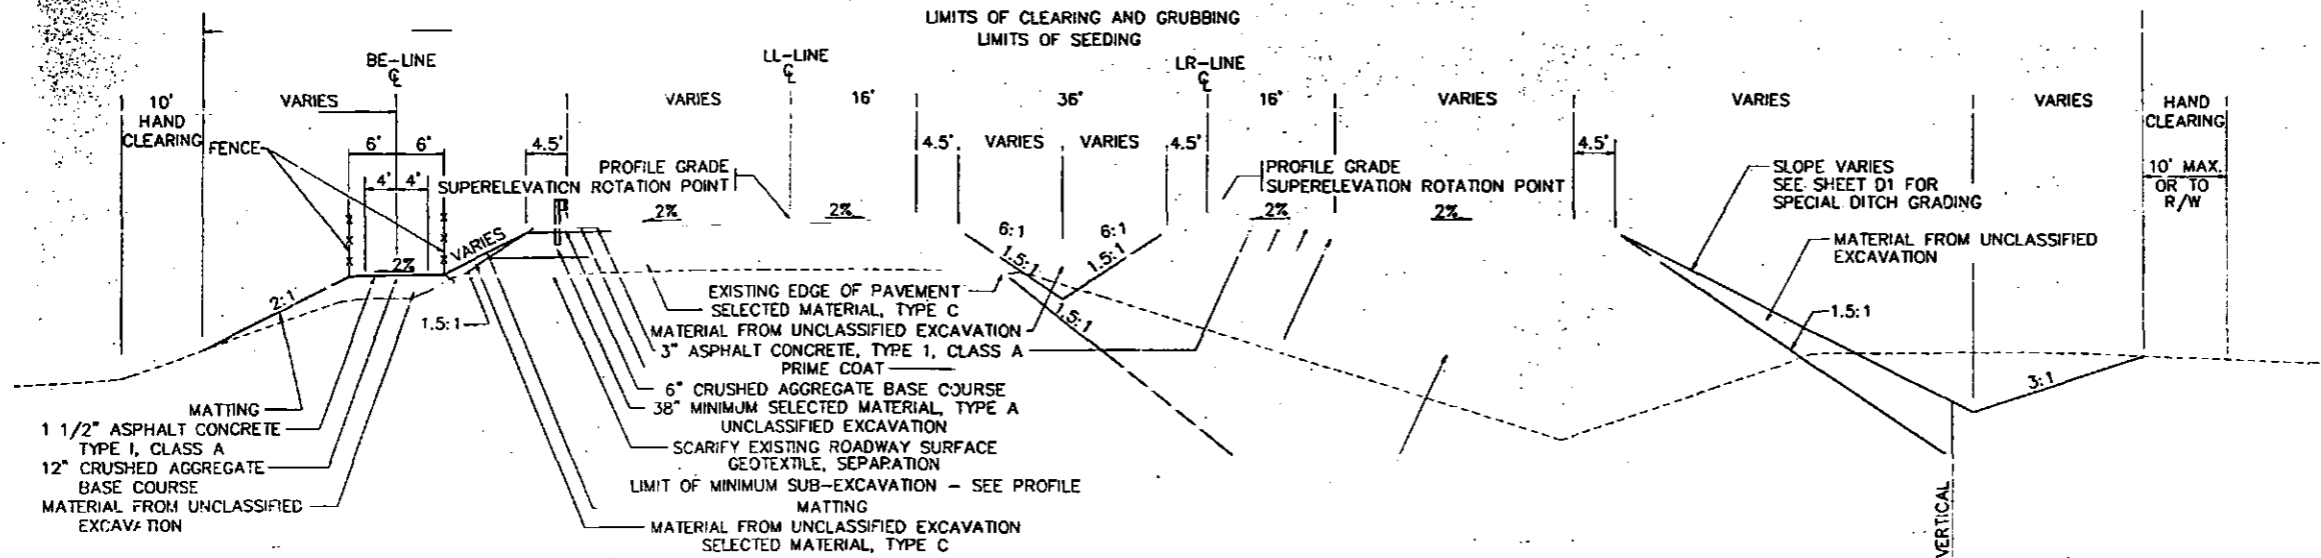 LIMITS OF CLEARING AND GRUBBING
LIMITS OF SEEDING
BE-LINE
℄
LL-LINE
℄
LR-LINE
℄
10'
HAND
CLEARING
VARIES
VARIES
16'
36'
16'
VARIES
VARIES
VARIES
HAND
CLEARING
10' MAX.
OR TO
R/W
FENCE
6' 6'
4' 4'
4.5'
4.5'
VARIES
VARIES
4.5'
4.5'
PROFILE GRADE
SUPERELEVATION ROTATION POINT
PROFILE GRADE
SUPERELEVATION ROTATION POINT
SLOPE VARIES
SEE SHEET D1 FOR
SPECIAL DITCH GRADING
MATERIAL FROM UNCLASSIFIED
EXCAVATION
2%
2%
2%
2%
2%
VARIES
2:1
1.5:1
6:1
6:1
1.5:1
1.5:1
1.5:1
1.5:1
3:1
VERTICAL
EXISTING EDGE OF PAVEMENT
SELECTED MATERIAL, TYPE C
MATERIAL FROM UNCLASSIFIED EXCAVATION
3" ASPHALT CONCRETE, TYPE 1, CLASS A
PRIME COAT
6" CRUSHED AGGREGATE BASE COURSE
38" MINIMUM SELECTED MATERIAL, TYPE A
UNCLASSIFIED EXCAVATION
SCARIFY EXISTING ROADWAY SURFACE
GEOTEXTILE, SEPARATION
LIMIT OF MINIMUM SUB-EXCAVATION - SEE PROFILE
MATTING
MATERIAL FROM UNCLASSIFIED EXCAVATION
SELECTED MATERIAL, TYPE C
MATTING
1 1/2" ASPHALT CONCRETE
TYPE I, CLASS A
12" CRUSHED AGGREGATE
BASE COURSE
MATERIAL FROM UNCLASSIFIED
EXCAVATION